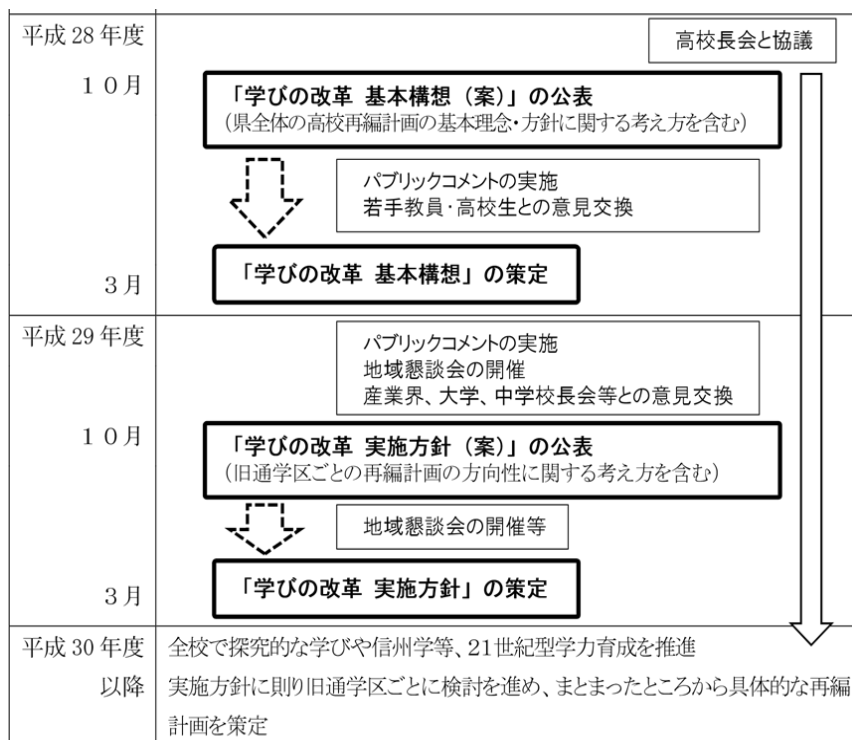 平成28年度
高校長会と協議
10月
「学びの改革 基本構想（案）」の公表
（県全体の高校再編計画の基本理念・方針に関する考え方を含む）
パブリックコメントの実施
若手教員・高校生との意見交換
「学びの改革 基本構想」の策定
3月
平成29年度
パブリックコメントの実施
地域懇談会の開催
産業界、大学、中学校長会等との意見交換
10月
「学びの改革 実施方針（案）」の公表
（旧通学区ごとの再編計画の方向性に関する考え方を含む）
地域懇談会の開催等
「学びの改革 実施方針」の策定
3月
平成30年度
以降
全校で探究的な学びや信州学等、21世紀型学力育成を推進
実施方針に則り旧通学区ごとに検討を進め、まとまったところから具体的な再編
計画を策定